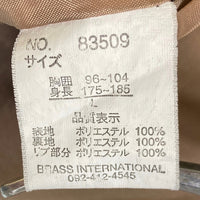 NO. 83509
サイズ
胸囲 96~104
身長 175~185
L
品質表示
表地 ポリエステル 100%
裏地 ポリエステル 100%
リブ部分 ポリエステル 100%
BRASS INTERNATIONAL
092-412-4545